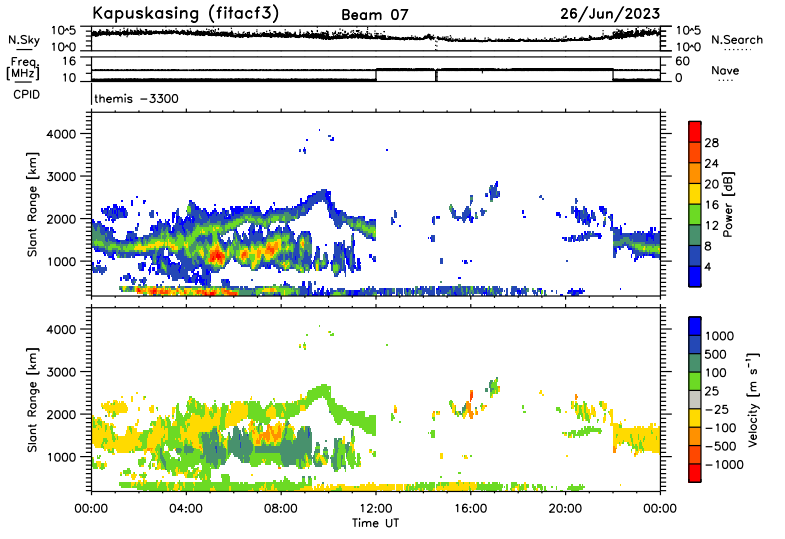 Kapuskasing (fitacf3) Beam 07 26/Jun/2023
N.Sky 10^5 10^0 10^5 10^0 N.Search
Freq. [MHz] 16 10 60 0 Nave
CPID themis -3300
Slant Range [km] 4000 3000 2000 1000
Power [dB] 28 24 20 16 12 8 4
Slant Range [km] 4000 3000 2000 1000
Velocity [m s⁻¹] 1000 500 100 25 -25 -100 -500 -1000
00:00 04:00 08:00 12:00 16:00 20:00 00:00
Time UT